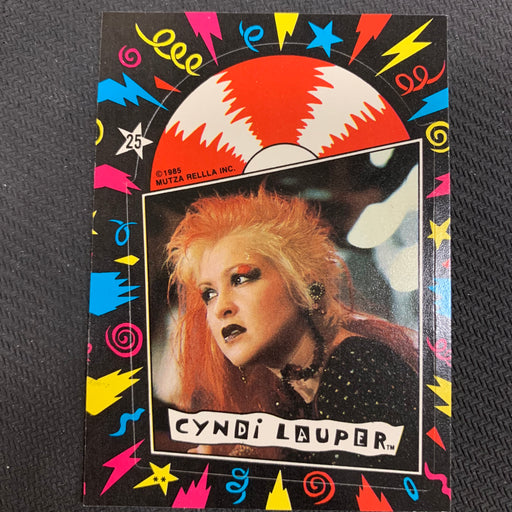 25
© 1985
MUTZA RELLLA INC.
CYNDi LAUPER™
**